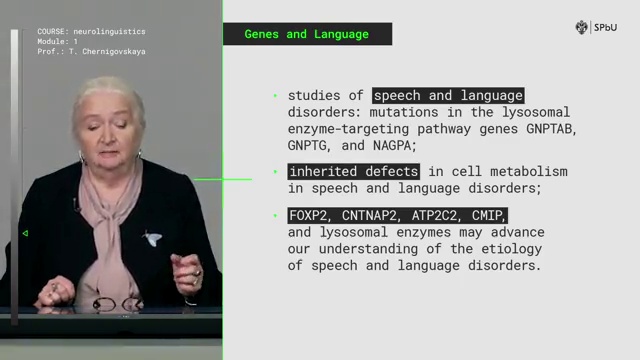 COURSE: neurolinguistics
Module: 1
Prof.: T. Chernigovskaya
Genes and Language
SPbU
studies of speech and language
disorders: mutations in the lysosomal
enzyme-targeting pathway genes GNPTAB,
GNPTG, and NAGPA;
inherited defects in cell metabolism
in speech and language disorders;
FOXP2, CNTNAP2, ATP2C2, CMIP,
and lysosomal enzymes may advance
our understanding of the etiology
of speech and language disorders.